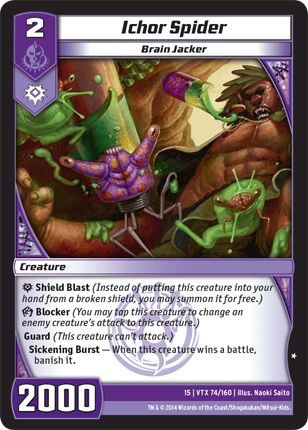 2
Ichor Spider
Brain Jacker
Creature
Shield Blast (Instead of putting this creature into your
hand from a broken shield, you may summon it for free.)
Blocker (You may tap this creature to change an
enemy creature's attack to this creature.)
Guard (This creature can't attack.)
Sickening Burst — When this creature wins a battle,
banish it.
2000
15 | VTX 74/160 | illus. Naoki Saito
TM & © 2014 Wizards of the Coast/Shogakukan/Mitsui-Kids.